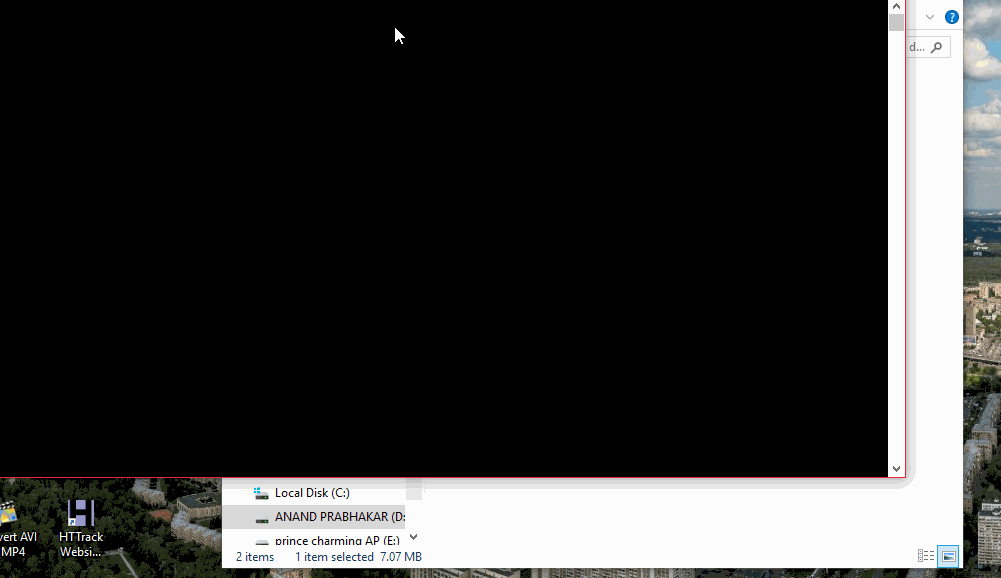 ?
d...
Local Disk (C:)
ANAND PRABHAKAR (D:
prince charming AP (E:)
2 items 1 item selected 7.07 MB
vert AVI
MP4
HTTrack
Websi...